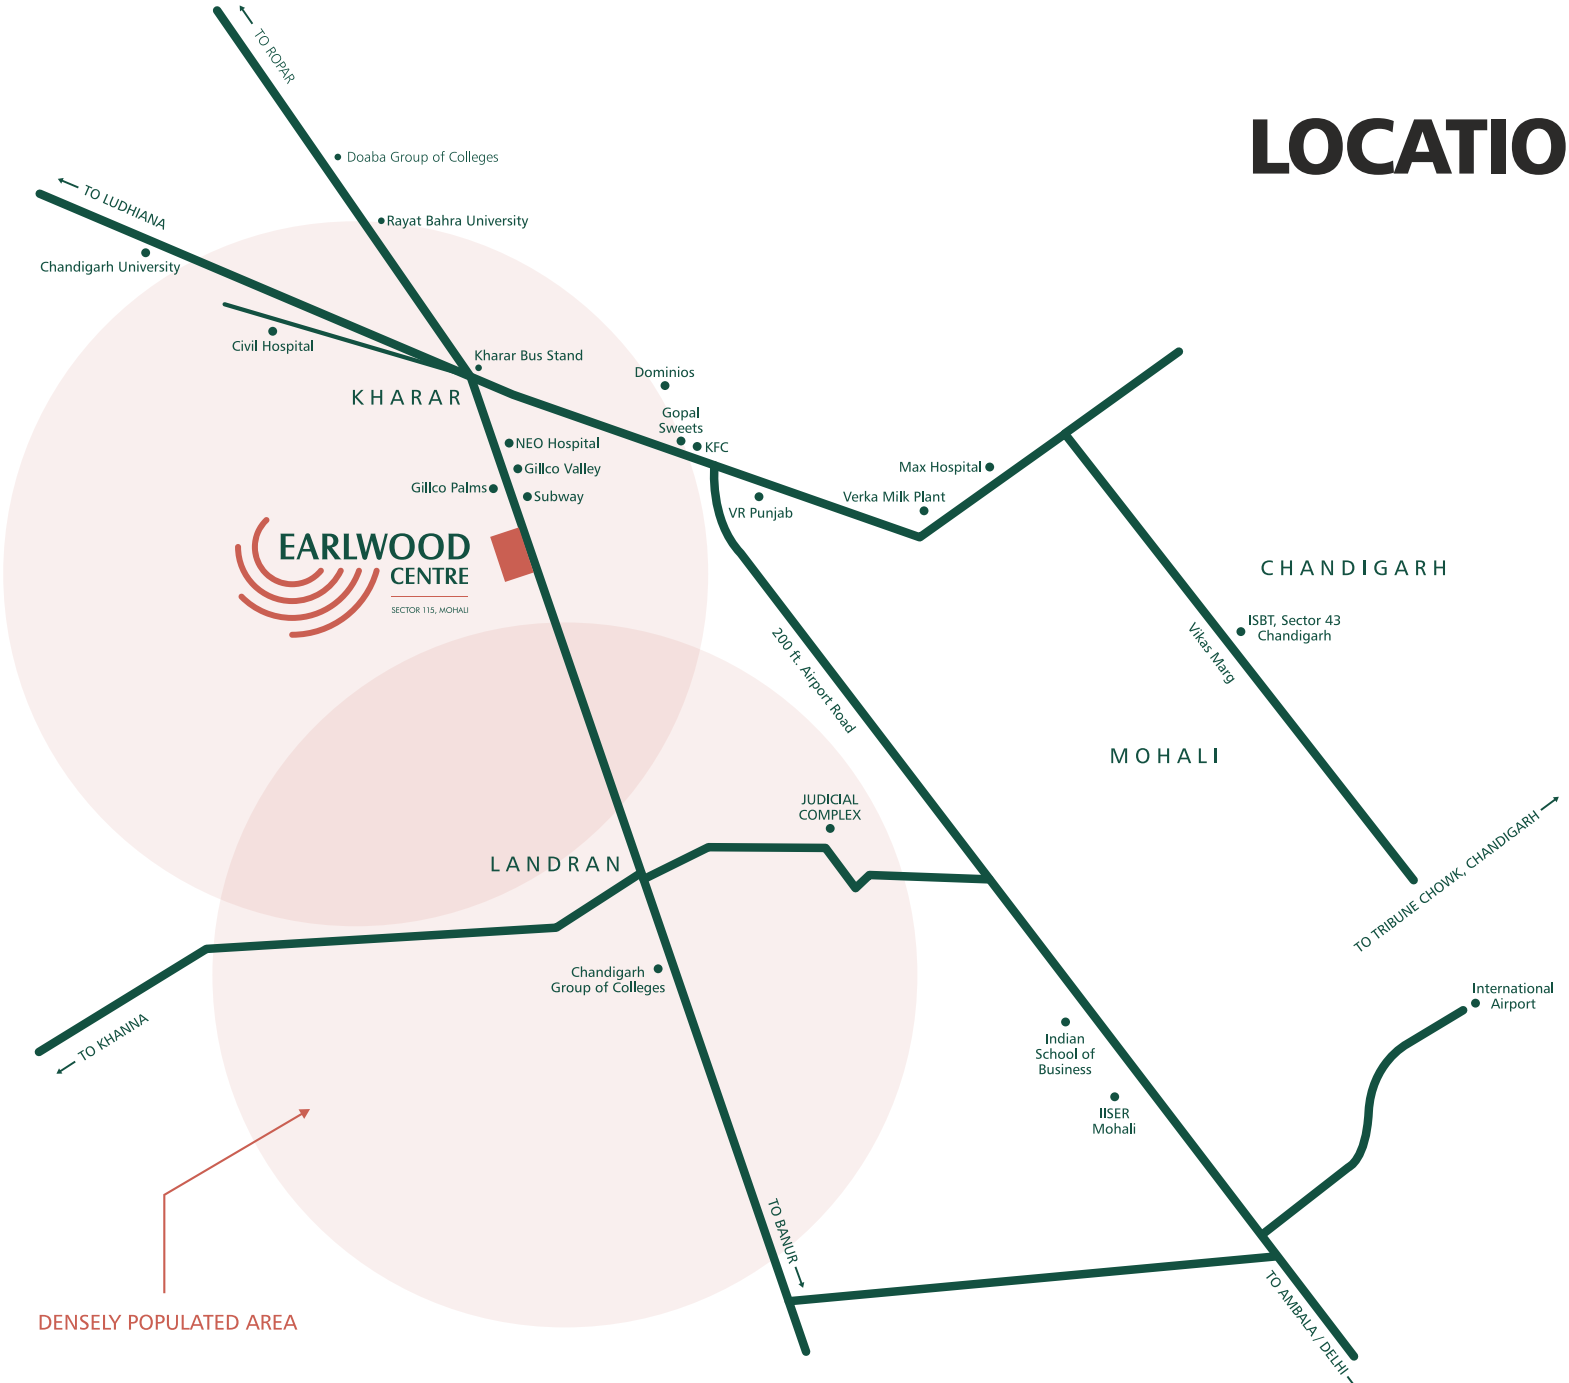 TO ROPAR
LOCATIO
Doaba Group of Colleges
TO LUDHIANA
Rayat Bahra University
Chandigarh University
Civil Hospital
Kharar Bus Stand
KHARAR
Dominios
Gopal
Sweets
KFC
NEO Hospital
Gillco Valley
Gillco Palms
Subway
Max Hospital
Verka Milk Plant
VR Punjab
EARLWOOD
CENTRE
SECTOR 115, MOHALI
CHANDIGARH
ISBT, Sector 43
Chandigarh
Vikas Marg
200 ft. Airport Road
MOHALI
JUDICIAL
COMPLEX
LANDRAN
TO TRIBUNE CHOWK, CHANDIGARH
Chandigarh
Group of Colleges
International
Airport
TO KHANNA
Indian
School of
Business
IISER
Mohali
TO BANUR
TO AMBALA / DELHI
DENSELY POPULATED AREA